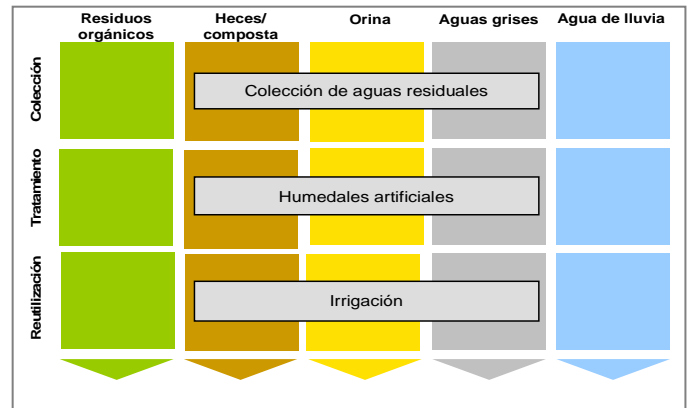 Residuos
orgánicos
Heces/
composta
Orina
Aguas grises
Agua de lluvia
Colección
Colección de aguas residuales
Tratamiento
Humedales artificiales
Reutilización
Irrigación